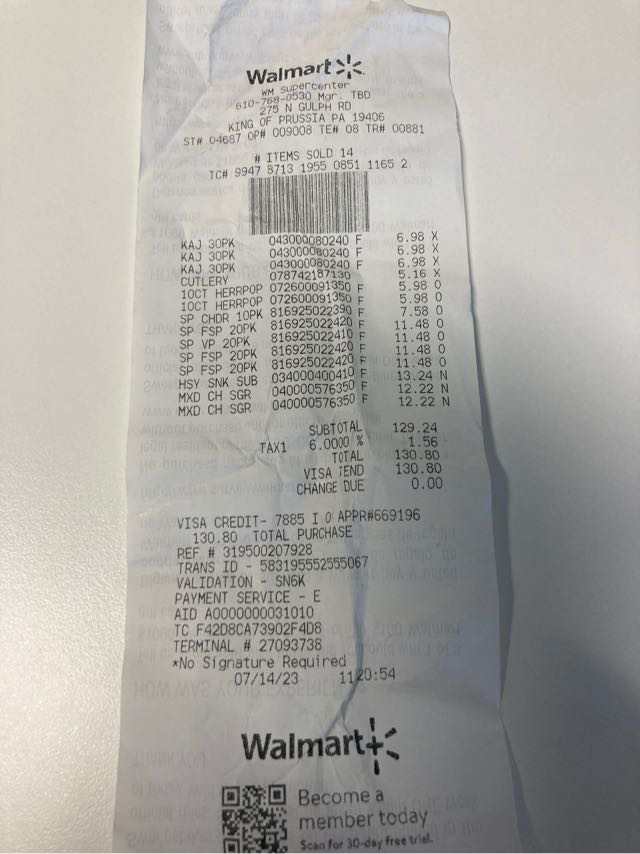 Walmart
WM Supercenter
610-768-0530 Mgr. TBD
275 N GULPH RD
KING OF PRUSSIA PA 19406
ST# 04687 OP# 009008 TE# 08 TR# 00881
# ITEMS SOLD 14
TC# 9947 8713 1955 0851 1165 2
KAJ 30PK 043000080240 F 6.98 X
KAJ 30PK 043000080240 F 6.98 X
KAJ 30PK 043000080240 F 6.98 X
CUTLERY 078742187130 5.16 X
10CT HERRPOP 072600091350 F 5.98 O
10CT HERRPOP 072600091350 F 5.98 O
SP CHDR 10PK 816925022390 F 7.58 O
SP FSP 20PK 816925022420 F 11.48 O
SP VP 20PK 816925022410 F 11.48 O
SP FSP 20PK 816925022420 F 11.48 O
SP FSP 20PK 816925022420 F 11.48 O
HSY SNK SUB 034000400410 F 13.24 N
MXD CH SGR 040000576350 F 12.22 N
MXD CH SGR 040000576350 F 12.22 N
SUBTOTAL 129.24
TAX1 6.0000 % 1.56
TOTAL 130.80
VISA TEND 130.80
CHANGE DUE 0.00
VISA CREDIT- 7885 I 0 APPR#669196
130.80 TOTAL PURCHASE
REF # 319500207928
TRANS ID - 583195552555067
VALIDATION - SN6K
PAYMENT SERVICE - E
AID A0000000031010
TC F42D8CA73902F4D8
TERMINAL # 27093738
*No Signature Required
07/14/23 11:20:54
Walmart+
Become a
member today
Scan for 30-day free trial.